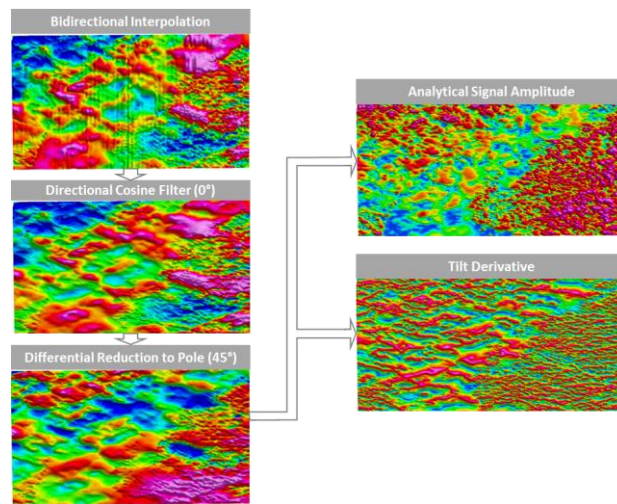 Bidirectional Interpolation
Directional Cosine Filter (0°)
Differential Reduction to Pole (45°)
Analytical Signal Amplitude
Tilt Derivative